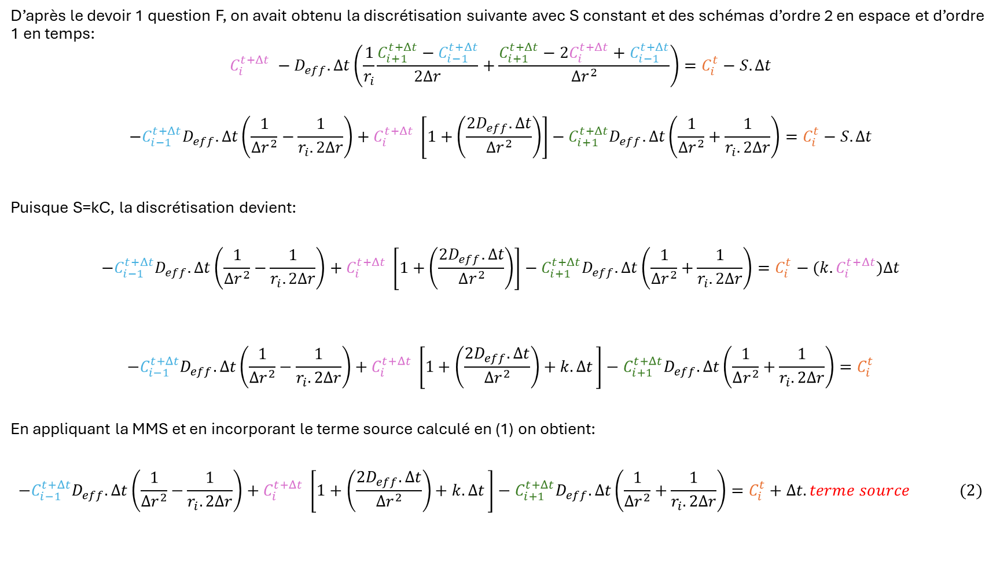 D’après le devoir 1 question F, on avait obtenu la discrétisation suivante avec S constant et des schémas d’ordre 2 en espace et d’ordre
1 en temps:
$C_i^{t+\Delta t} - D_{eff}.\Delta t \left( \frac{1}{r_i} \frac{C_{i+1}^{t+\Delta t} - C_{i-1}^{t+\Delta t}}{2\Delta r} + \frac{C_{i+1}^{t+\Delta t} - 2C_i^{t+\Delta t} + C_{i-1}^{t+\Delta t}}{\Delta r^2} \right) = C_i^t - S.\Delta t$
$-C_{i-1}^{t+\Delta t} D_{eff}.\Delta t \left( \frac{1}{\Delta r^2} - \frac{1}{r_i.2\Delta r} \right) + C_i^{t+\Delta t} \left[ 1 + \left( \frac{2D_{eff}.\Delta t}{\Delta r^2} \right) \right] - C_{i+1}^{t+\Delta t} D_{eff}.\Delta t \left( \frac{1}{\Delta r^2} + \frac{1}{r_i.2\Delta r} \right) = C_i^t - S.\Delta t$
Puisque S=kC, la discrétisation devient:
$-C_{i-1}^{t+\Delta t} D_{eff}.\Delta t \left( \frac{1}{\Delta r^2} - \frac{1}{r_i.2\Delta r} \right) + C_i^{t+\Delta t} \left[ 1 + \left( \frac{2D_{eff}.\Delta t}{\Delta r^2} \right) \right] - C_{i+1}^{t+\Delta t} D_{eff}.\Delta t \left( \frac{1}{\Delta r^2} + \frac{1}{r_i.2\Delta r} \right) = C_i^t - (k.C_i^{t+\Delta t})\Delta t$
$-C_{i-1}^{t+\Delta t} D_{eff}.\Delta t \left( \frac{1}{\Delta r^2} - \frac{1}{r_i.2\Delta r} \right) + C_i^{t+\Delta t} \left[ 1 + \left( \frac{2D_{eff}.\Delta t}{\Delta r^2} \right) + k.\Delta t \right] - C_{i+1}^{t+\Delta t} D_{eff}.\Delta t \left( \frac{1}{\Delta r^2} + \frac{1}{r_i.2\Delta r} \right) = C_i^t$
En appliquant la MMS et en incorporant le terme source calculé en (1) on obtient:
$-C_{i-1}^{t+\Delta t} D_{eff}.\Delta t \left( \frac{1}{\Delta r^2} - \frac{1}{r_i.2\Delta r} \right) + C_i^{t+\Delta t} \left[ 1 + \left( \frac{2D_{eff}.\Delta t}{\Delta r^2} \right) + k.\Delta t \right] - C_{i+1}^{t+\Delta t} D_{eff}.\Delta t \left( \frac{1}{\Delta r^2} + \frac{1}{r_i.2\Delta r} \right) = C_i^t + \Delta t.terme\ source$ (2)